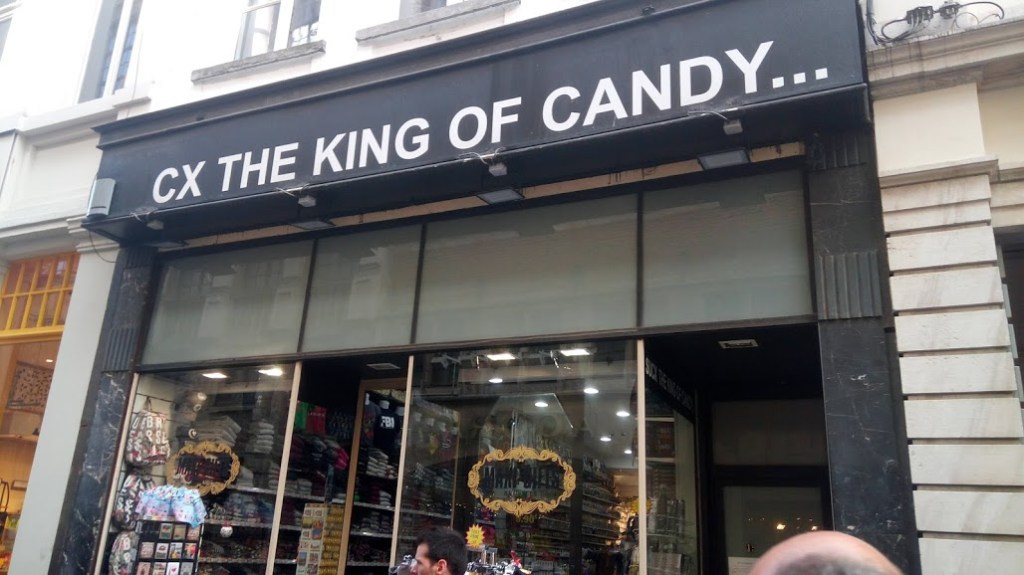 CX THE KING OF CANDY...